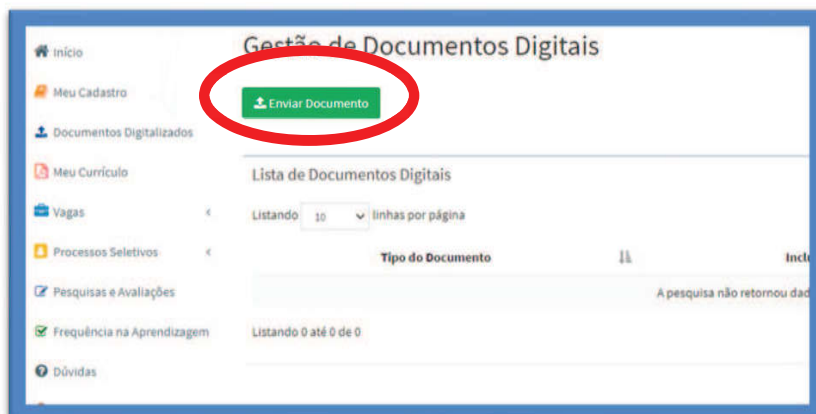 Início
Meu Cadastro
Documentos Digitalizados
Meu Currículo
Vagas
Processos Seletivos
Pesquisas e Avaliações
Frequência na Aprendizagem
Dúvidas
Gestão de Documentos Digitais
Enviar Documento
Lista de Documentos Digitais
Listando 10 linhas por página
Tipo do Documento Inclu
A pesquisa não retornou dad
Listando 0 até 0 de 0